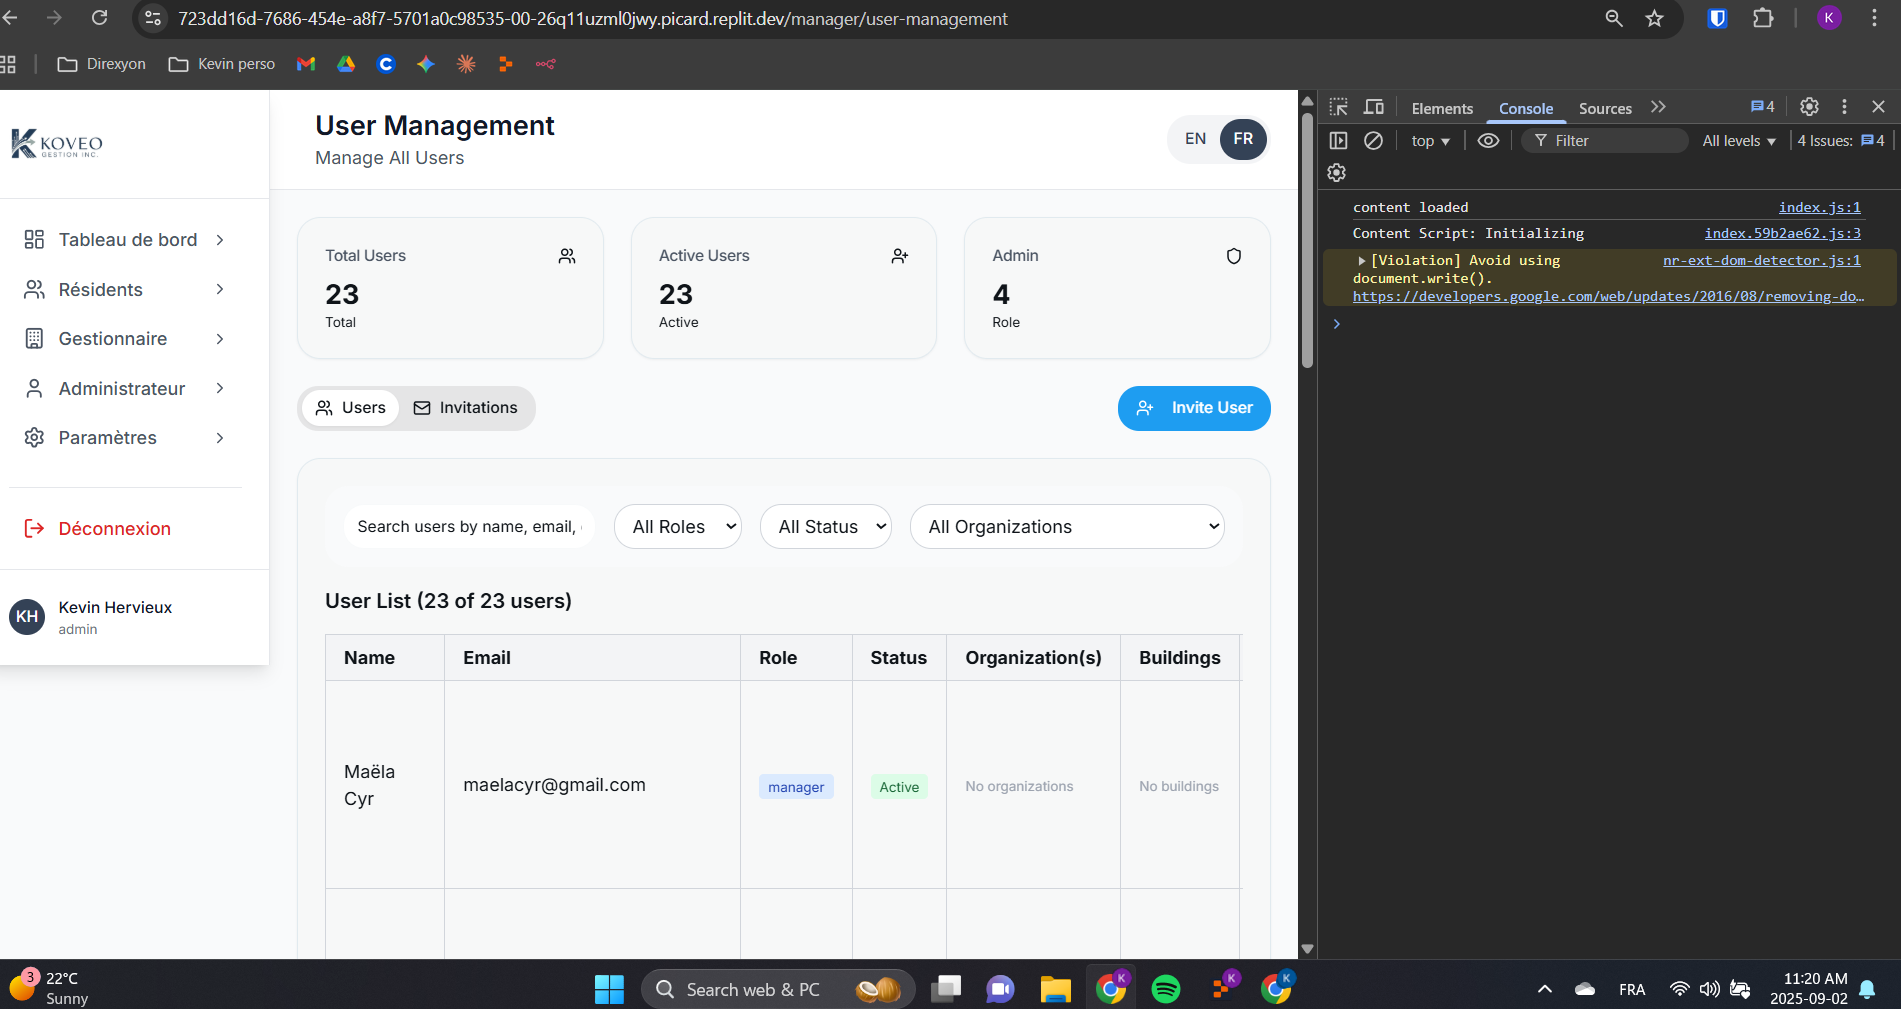 723dd16d-7686-454e-a8f7-5701a0c98535-00-26q11uzml0jwy.picard.replit.dev/manager/user-management
K
Direxyon
Kevin perso
KOVEO
GESTION INC.
Tableau de bord
Résidents
Gestionnaire
Administrateur
Paramètres
Déconnexion
KH
Kevin Hervieux
admin
User Management
Manage All Users
EN FR
Total Users
23
Total
Active Users
23
Active
Admin
4
Role
Users
Invitations
Invite User
Search users by name, email,
All Roles
All Status
All Organizations
User List (23 of 23 users)
Name Email Role Status Organization(s) Buildings
Maëla
Cyr
maelacyr@gmail.com
manager
Active
No organizations
No buildings
Elements Console Sources 4
top Filter All levels 4 Issues: 4
content loaded index.js:1
Content Script: Initializing index.59b2ae62.js:3
[Violation] Avoid using nr-ext-dom-detector.js:1
document.write().
https://developers.google.com/web/updates/2016/08/removing-do…
3
22°C
Sunny
Search web & PC
K
K
K
FRA
11:20 AM
2025-09-02